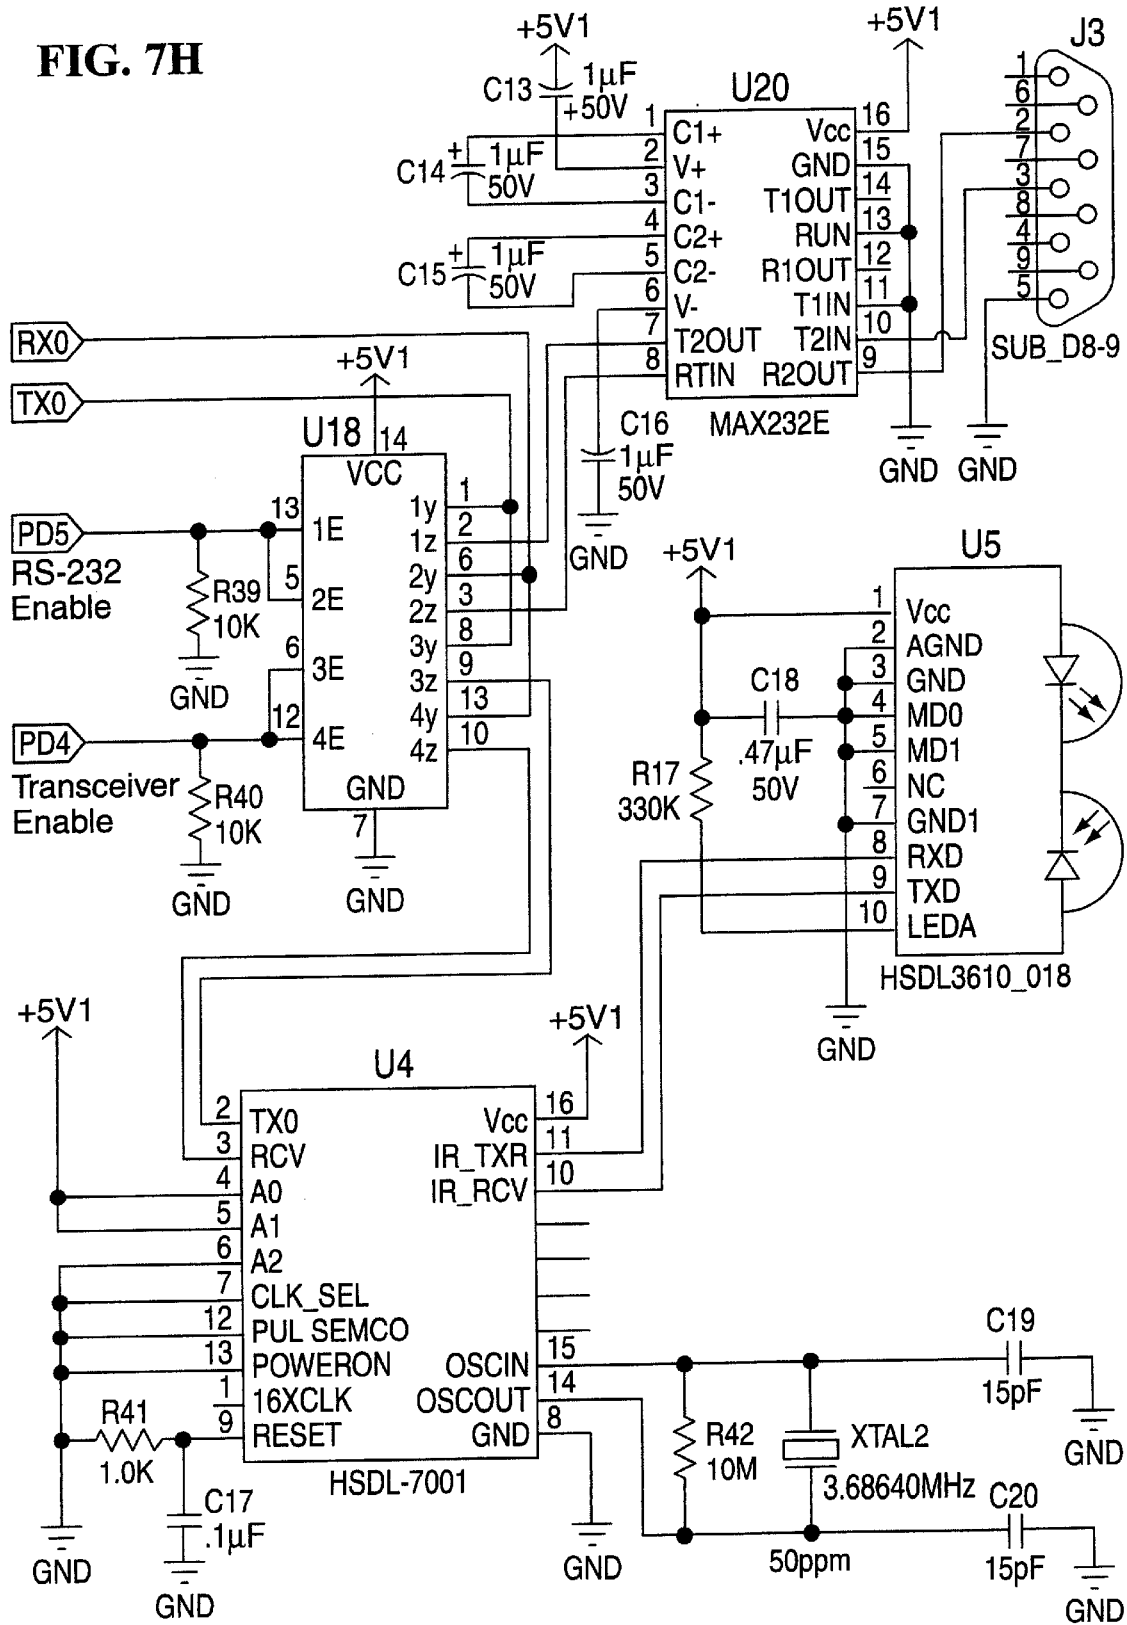 FIG. 7H
+5V1
+5V1
J3
C13
1µF
+50V
U20
C14
+
1µF
50V
C15
+
1µF
50V
1
2
3
4
5
6
7
8
C1+
V+
C1-
C2+
C2-
V-
T2OUT
RTIN
Vcc
GND
T1OUT
RUN
R1OUT
T1IN
T2IN
R2OUT
16
15
14
13
12
11
10
9
MAX232E
1
6
2
7
3
8
4
9
5
SUB_D8-9
GND
GND
C16
1µF
50V
GND
RX0
TX0
+5V1
U18
14
VCC
PD5
RS-232
Enable
R39
10K
GND
PD4
Transceiver
Enable
R40
10K
GND
13
5
6
12
1E
2E
3E
4E
1y
1z
2y
2z
3y
3z
4y
4z
1
2
6
3
8
9
13
10
GND
7
GND
+5V1
U5
C18
.47µF
50V
R17
330K
1
2
3
4
5
6
7
8
9
10
Vcc
AGND
GND
MD0
MD1
NC
GND1
RXD
TXD
LEDA
HSDL3610_018
GND
+5V1
+5V1
U4
2
3
4
5
6
7
12
13
1
9
TX0
RCV
A0
A1
A2
CLK_SEL
PUL SEMCO
POWERON
16XCLK
RESET
Vcc
IR_TXR
IR_RCV
OSCIN
OSCOUT
GND
16
11
10
15
14
8
HSDL-7001
R41
1.0K
C17
.1µF
GND
GND
GND
R42
10M
XTAL2
3.68640MHz
50ppm
C19
15pF
GND
C20
15pF
GND